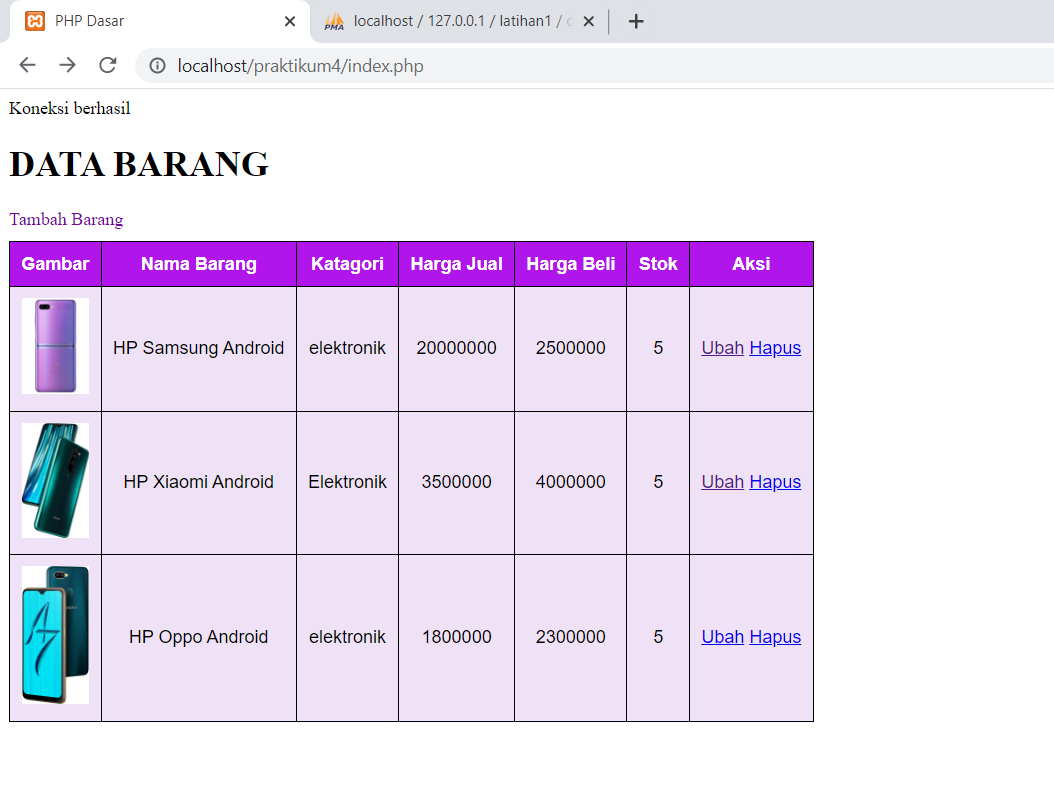 PHP Dasar
localhost / 127.0.0.1 / latihan1 /
localhost/praktikum4/index.php
Koneksi berhasil
DATA BARANG
Tambah Barang
Gambar Nama Barang Katagori Harga Jual Harga Beli Stok Aksi
HP Samsung Android elektronik 20000000 2500000 5 Ubah Hapus
HP Xiaomi Android Elektronik 3500000 4000000 5 Ubah Hapus
A7 HP Oppo Android elektronik 1800000 2300000 5 Ubah Hapus